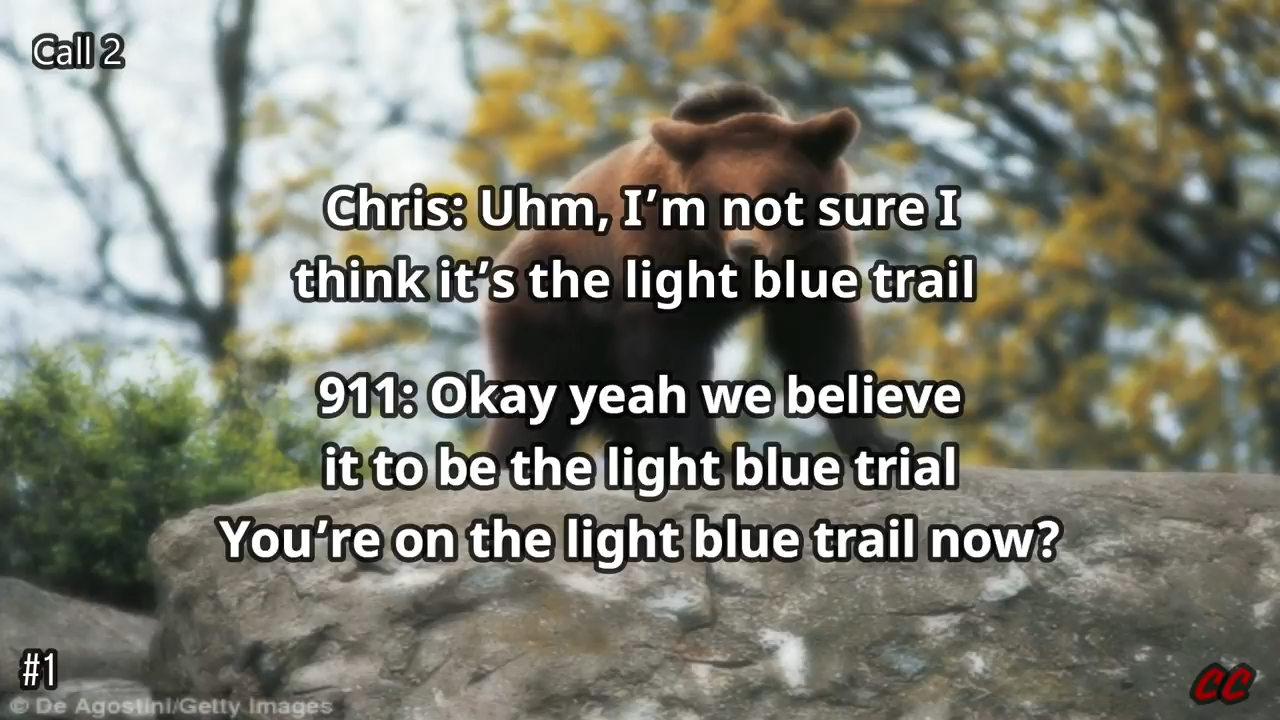 Call 2
Chris: Uhm, I’m not sure I
think it’s the light blue trail
911: Okay yeah we believe
it to be the light blue trial
You’re on the light blue trail now?
#1
CC
© De Agostini/Getty Images